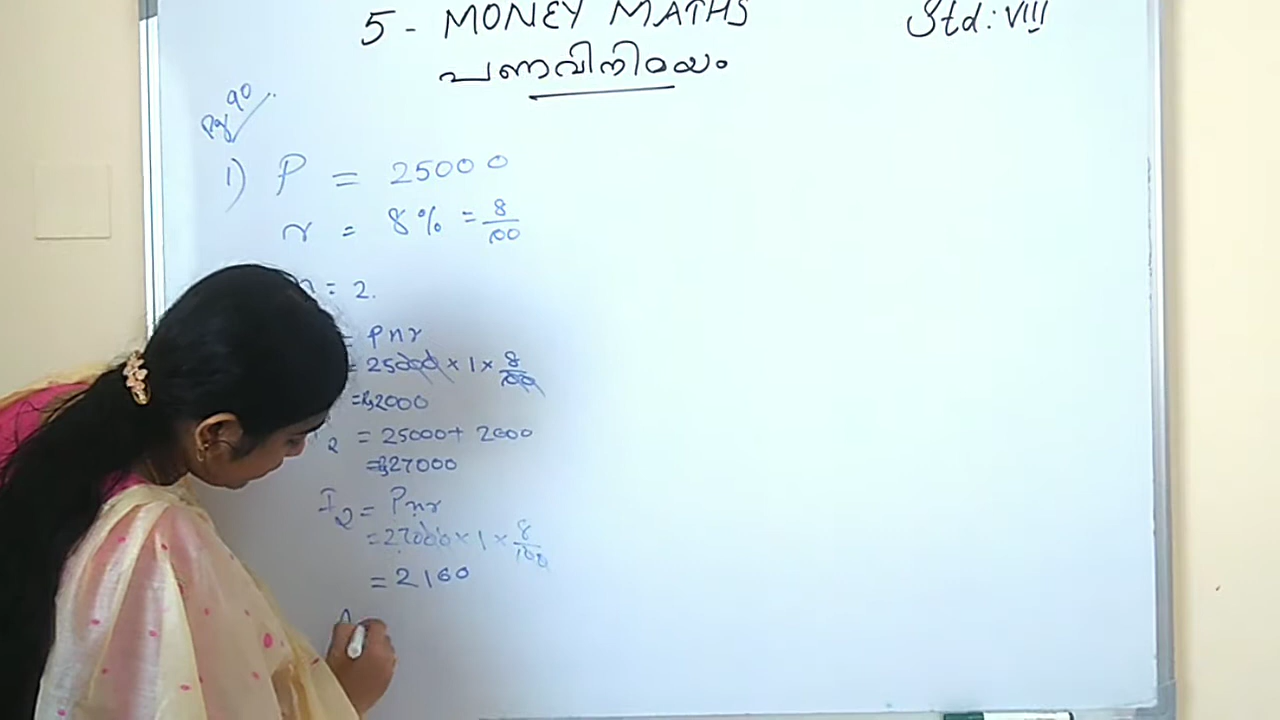 5 - MONEY MATHS
Std: VIII
പണവിനിമയം
Pg 90
1) P = 25000
r = 8% = 8/100
n = 2.
= Pnr
= 25000 × 1 × 8/100
= ₹2000
2 = 25000 + 2000
= ₹27000
I2 = Pnr
= 27000 × 1 × 8/100
= 2160
A